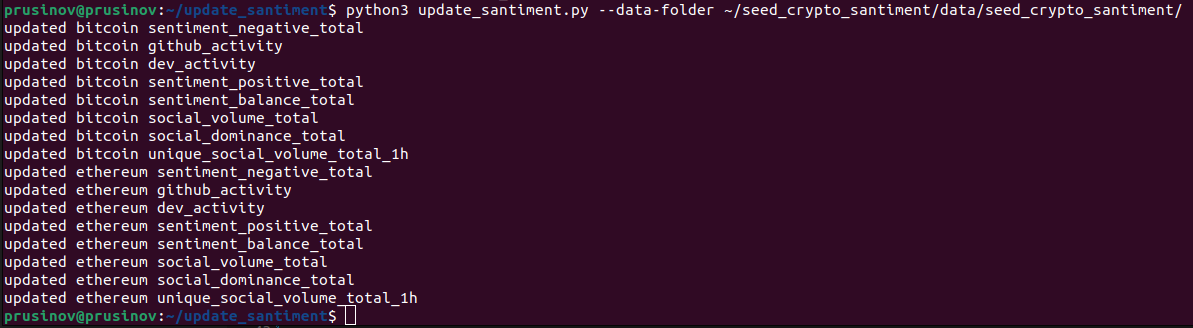 prusinov@prusinov:~/update_santiment$ python3 update_santiment.py --data-folder ~/seed_crypto_santiment/data/seed_crypto_santiment/
updated bitcoin sentiment_negative_total
updated bitcoin github_activity
updated bitcoin dev_activity
updated bitcoin sentiment_positive_total
updated bitcoin sentiment_balance_total
updated bitcoin social_volume_total
updated bitcoin social_dominance_total
updated bitcoin unique_social_volume_total_1h
updated ethereum sentiment_negative_total
updated ethereum github_activity
updated ethereum dev_activity
updated ethereum sentiment_positive_total
updated ethereum sentiment_balance_total
updated ethereum social_volume_total
updated ethereum social_dominance_total
updated ethereum unique_social_volume_total_1h
prusinov@prusinov:~/update_santiment$